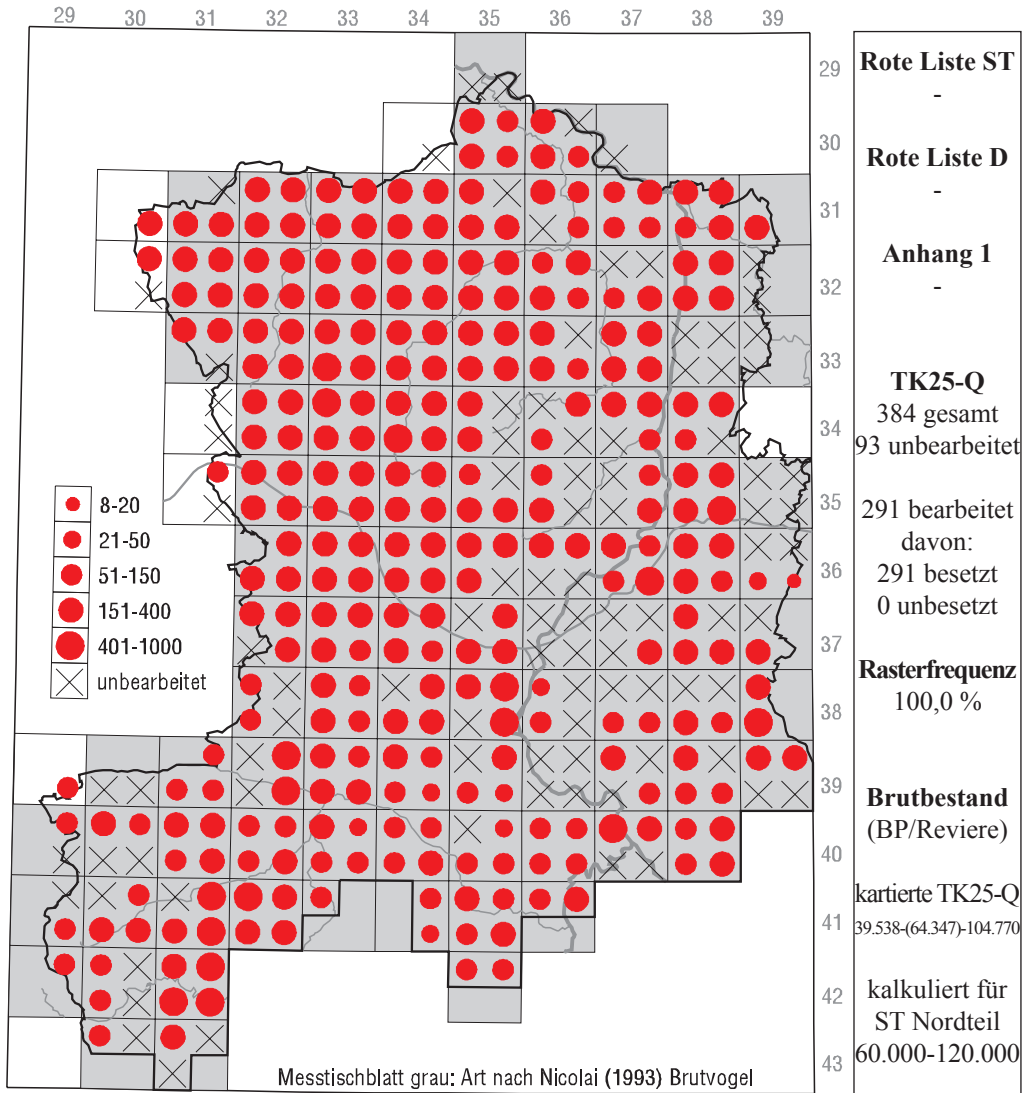 29 30 31 32 33 34 35 36 37 38 39
29
30
31
32
33
34
35
36
37
38
39
40
41
42
43
8-20
21-50
51-150
151-400
401-1000
unbearbeitet
Messtischblatt grau: Art nach Nicolai (1993) Brutvogel
Rote Liste ST
-
Rote Liste D
-
Anhang 1
-
TK25-Q
384 gesamt
93 unbearbeitet
291 bearbeitet
davon:
291 besetzt
0 unbesetzt
Rasterfrequenz
100,0 %
Brutbestand
(BP/Reviere)
kartierte TK25-Q
39.538-(64.347)-104.770
kalkuliert für
ST Nordteil
60.000-120.000